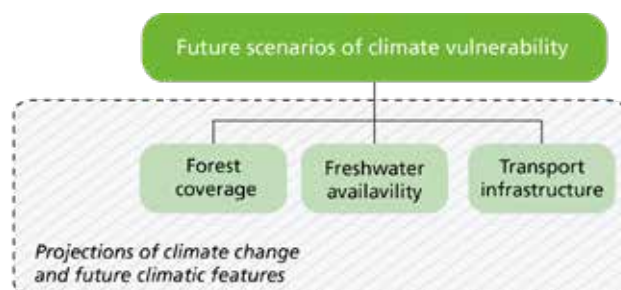 Future scenarios of climate vulnerability
Forest
coverage
Freshwater
availavility
Transport
infrastructure
Projections of climate change
and future climatic features